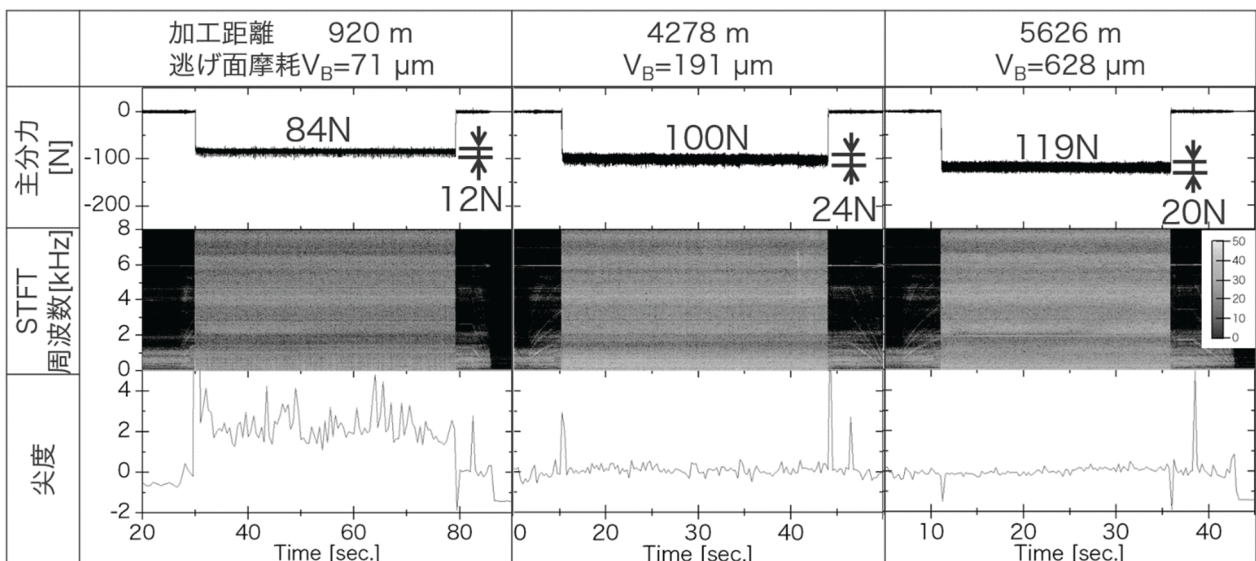 加工距離 920 m
逃げ面摩耗VB=71 μm
4278 m
VB=191 μm
5626 m
VB=628 μm
主分力
[N]
0
-100
-200
84N
12N
100N
24N
119N
20N
STFT
周波数[kHz]
8
6
4
2
0
50
40
30
20
10
0
尖度
4
2
0
-2
20 40 60 80
Time [sec.]
0 20 40
Time [sec.]
10 20 30 40
Time [sec.]